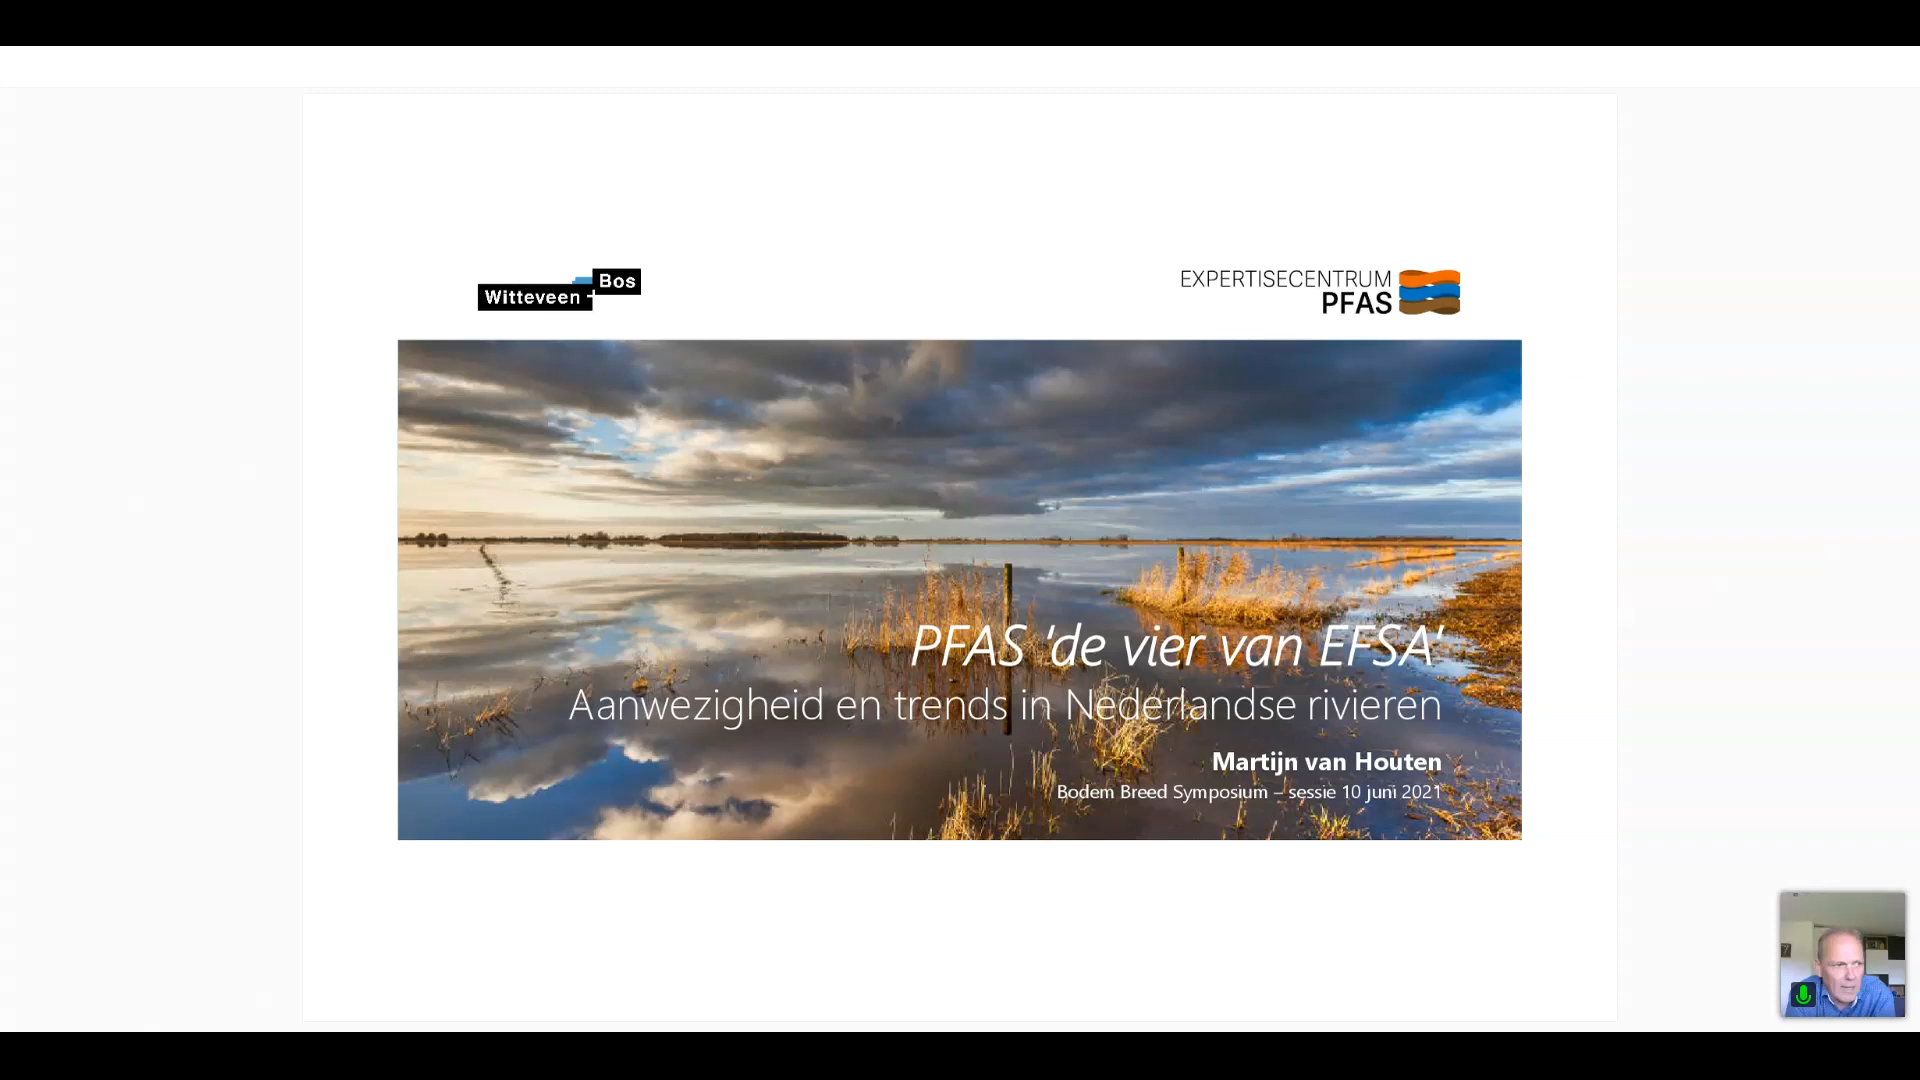 Witteveen + Bos
EXPERTISECENTRUM
PFAS
PFAS 'de vier van EFSA'
Aanwezigheid en trends in Nederlandse rivieren
Martijn van Houten
Bodem Breed Symposium – sessie 10 juni 2021